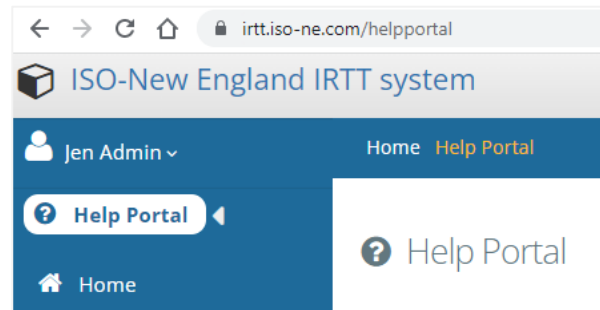 irtt.iso-ne.com/helpportal
ISO-New England IRTT system
Jen Admin
Home Help Portal
Help Portal
Help Portal
Home